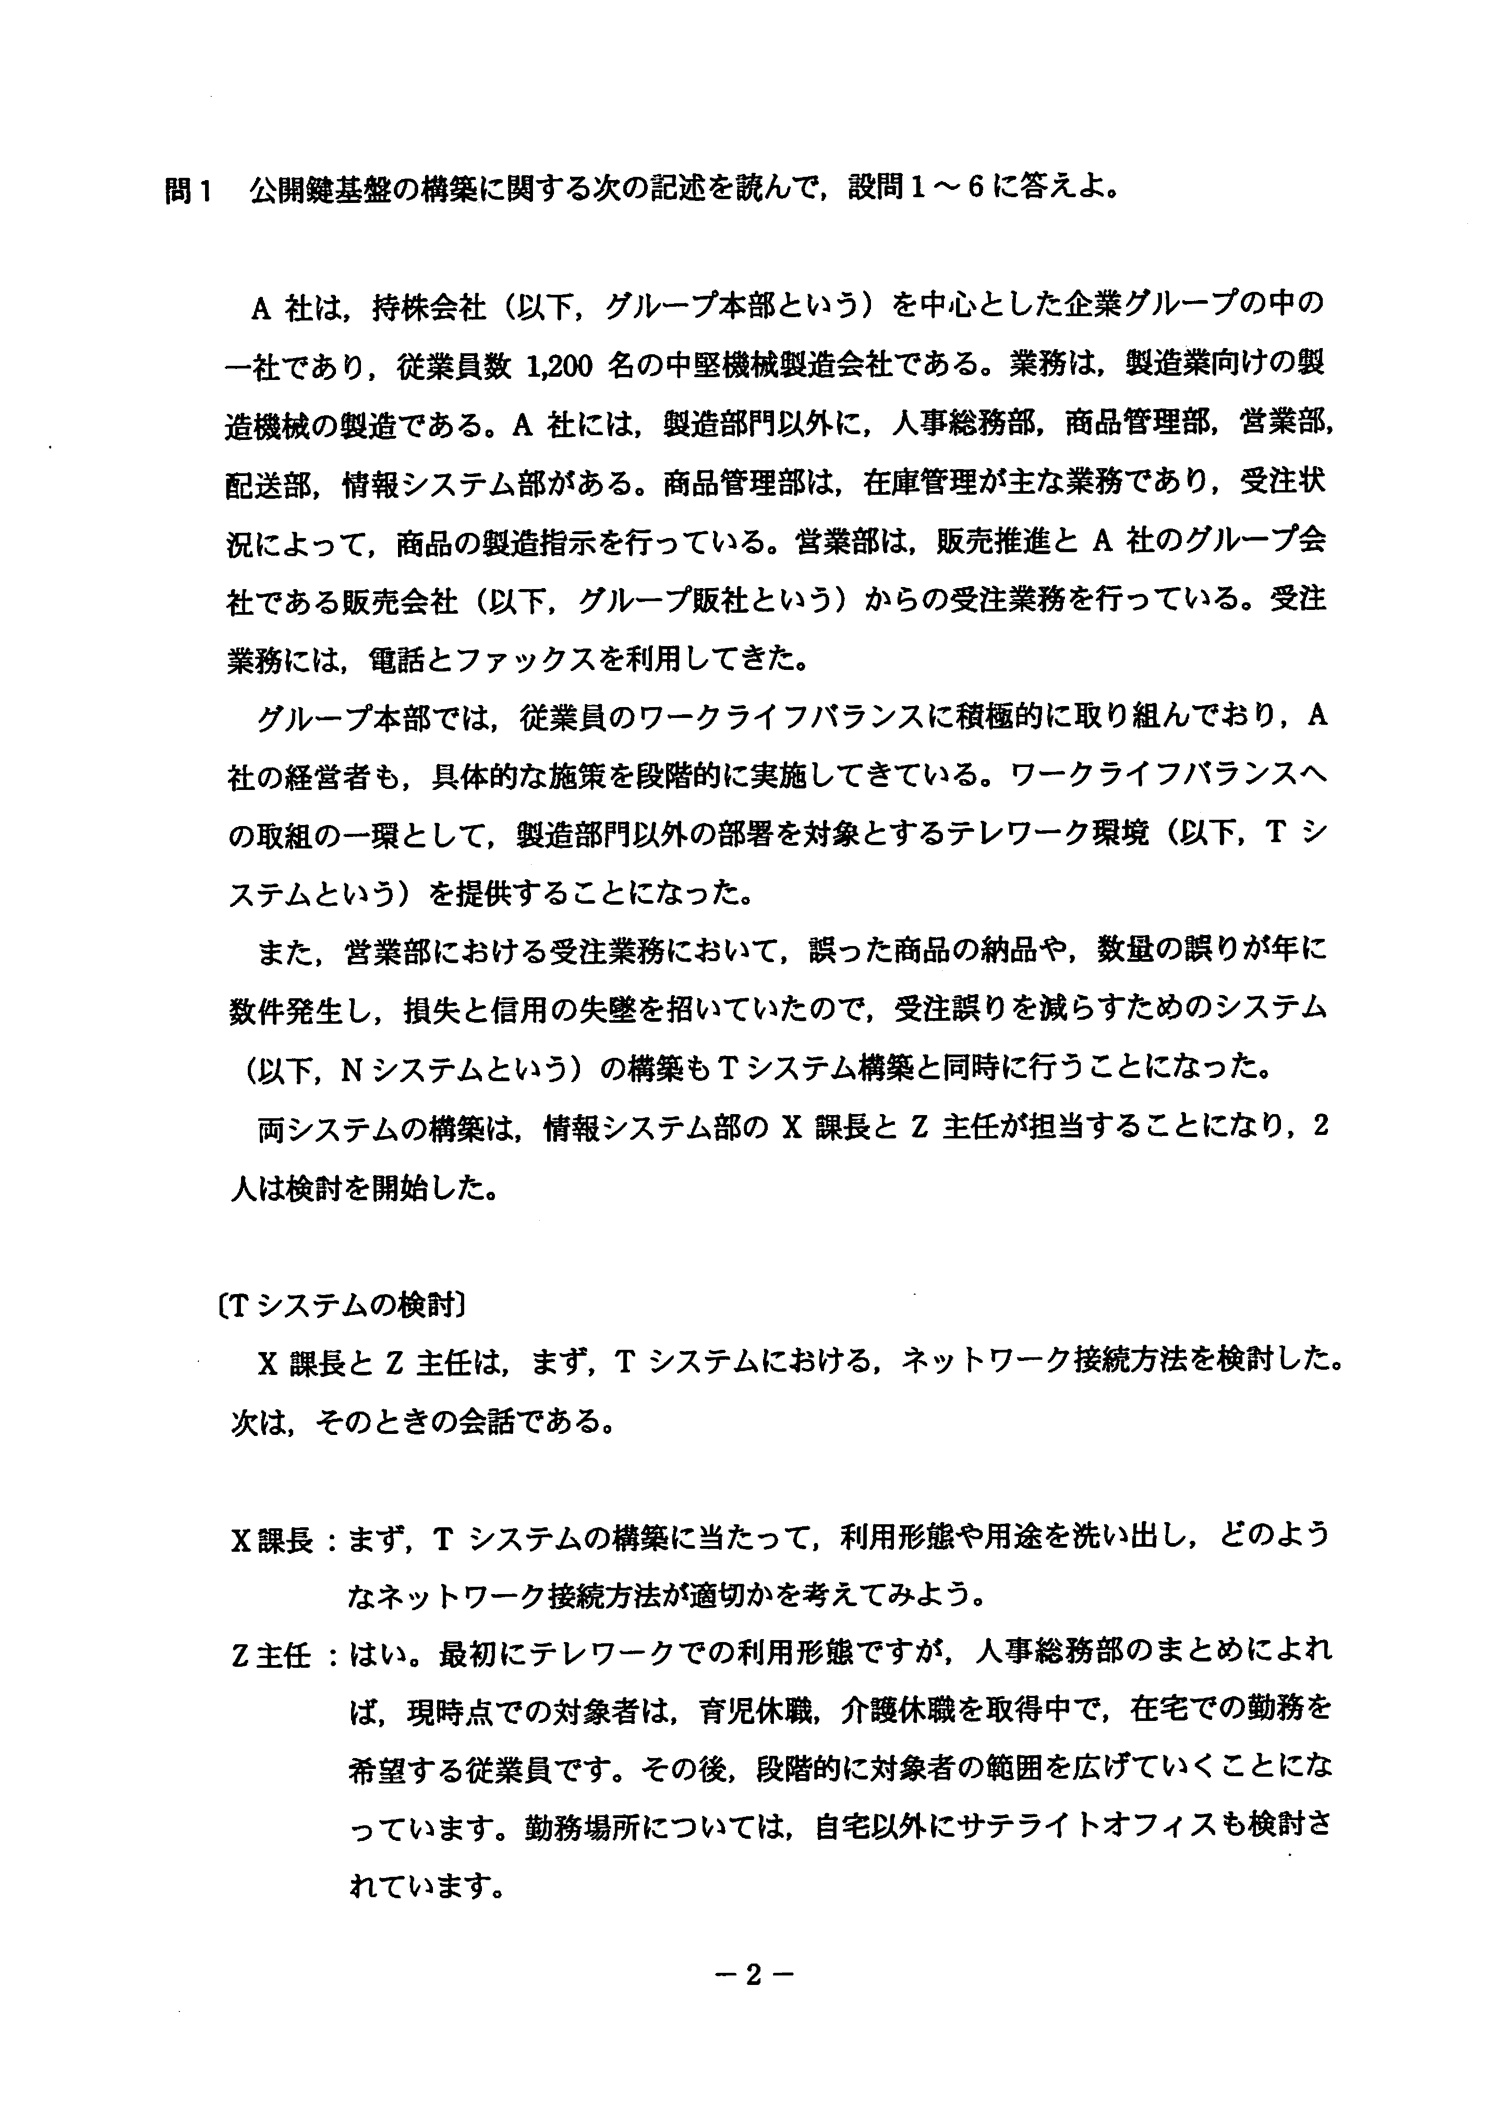 問1 公開鍵基盤の構築に関する次の記述を読んで，設問1～6に答えよ。
A 社は，持株会社（以下，グループ本部という）を中心とした企業グループの中の
一社であり，従業員数 1,200 名の中堅機械製造会社である。業務は，製造業向けの製
造機械の製造である。A 社には，製造部門以外に，人事総務部，商品管理部，営業部，
配送部，情報システム部がある。商品管理部は，在庫管理が主な業務であり，受注状
況によって，商品の製造指示を行っている。営業部は，販売推進と A 社のグループ会
社である販売会社（以下，グループ販社という）からの受注業務を行っている。受注
業務には，電話とファックスを利用してきた。
グループ本部では，従業員のワークライフバランスに積極的に取り組んでおり，A
社の経営者も，具体的な施策を段階的に実施してきている。ワークライフバランスへ
の取組の一環として，製造部門以外の部署を対象とするテレワーク環境（以下，T シ
ステムという）を提供することになった。
また，営業部における受注業務において，誤った商品の納品や，数量の誤りが年に
数件発生し，損失と信用の失墜を招いていたので，受注誤りを減らすためのシステム
（以下，N システムという）の構築も T システム構築と同時に行うことになった。
両システムの構築は，情報システム部の X 課長と Z 主任が担当することになり，2
人は検討を開始した。
〔T システムの検討〕
X 課長と Z 主任は，まず，T システムにおける，ネットワーク接続方法を検討した。
次は，そのときの会話である。
X 課長：まず，T システムの構築に当たって，利用形態や用途を洗い出し，どのよう
なネットワーク接続方法が適切かを考えてみよう。
Z 主任：はい。最初にテレワークでの利用形態ですが，人事総務部のまとめによれ
ば，現時点での対象者は，育児休職，介護休職を取得中で，在宅での勤務を
希望する従業員です。その後，段階的に対象者の範囲を広げていくことにな
っています。勤務場所については，自宅以外にサテライトオフィスも検討さ
れています。
－2－